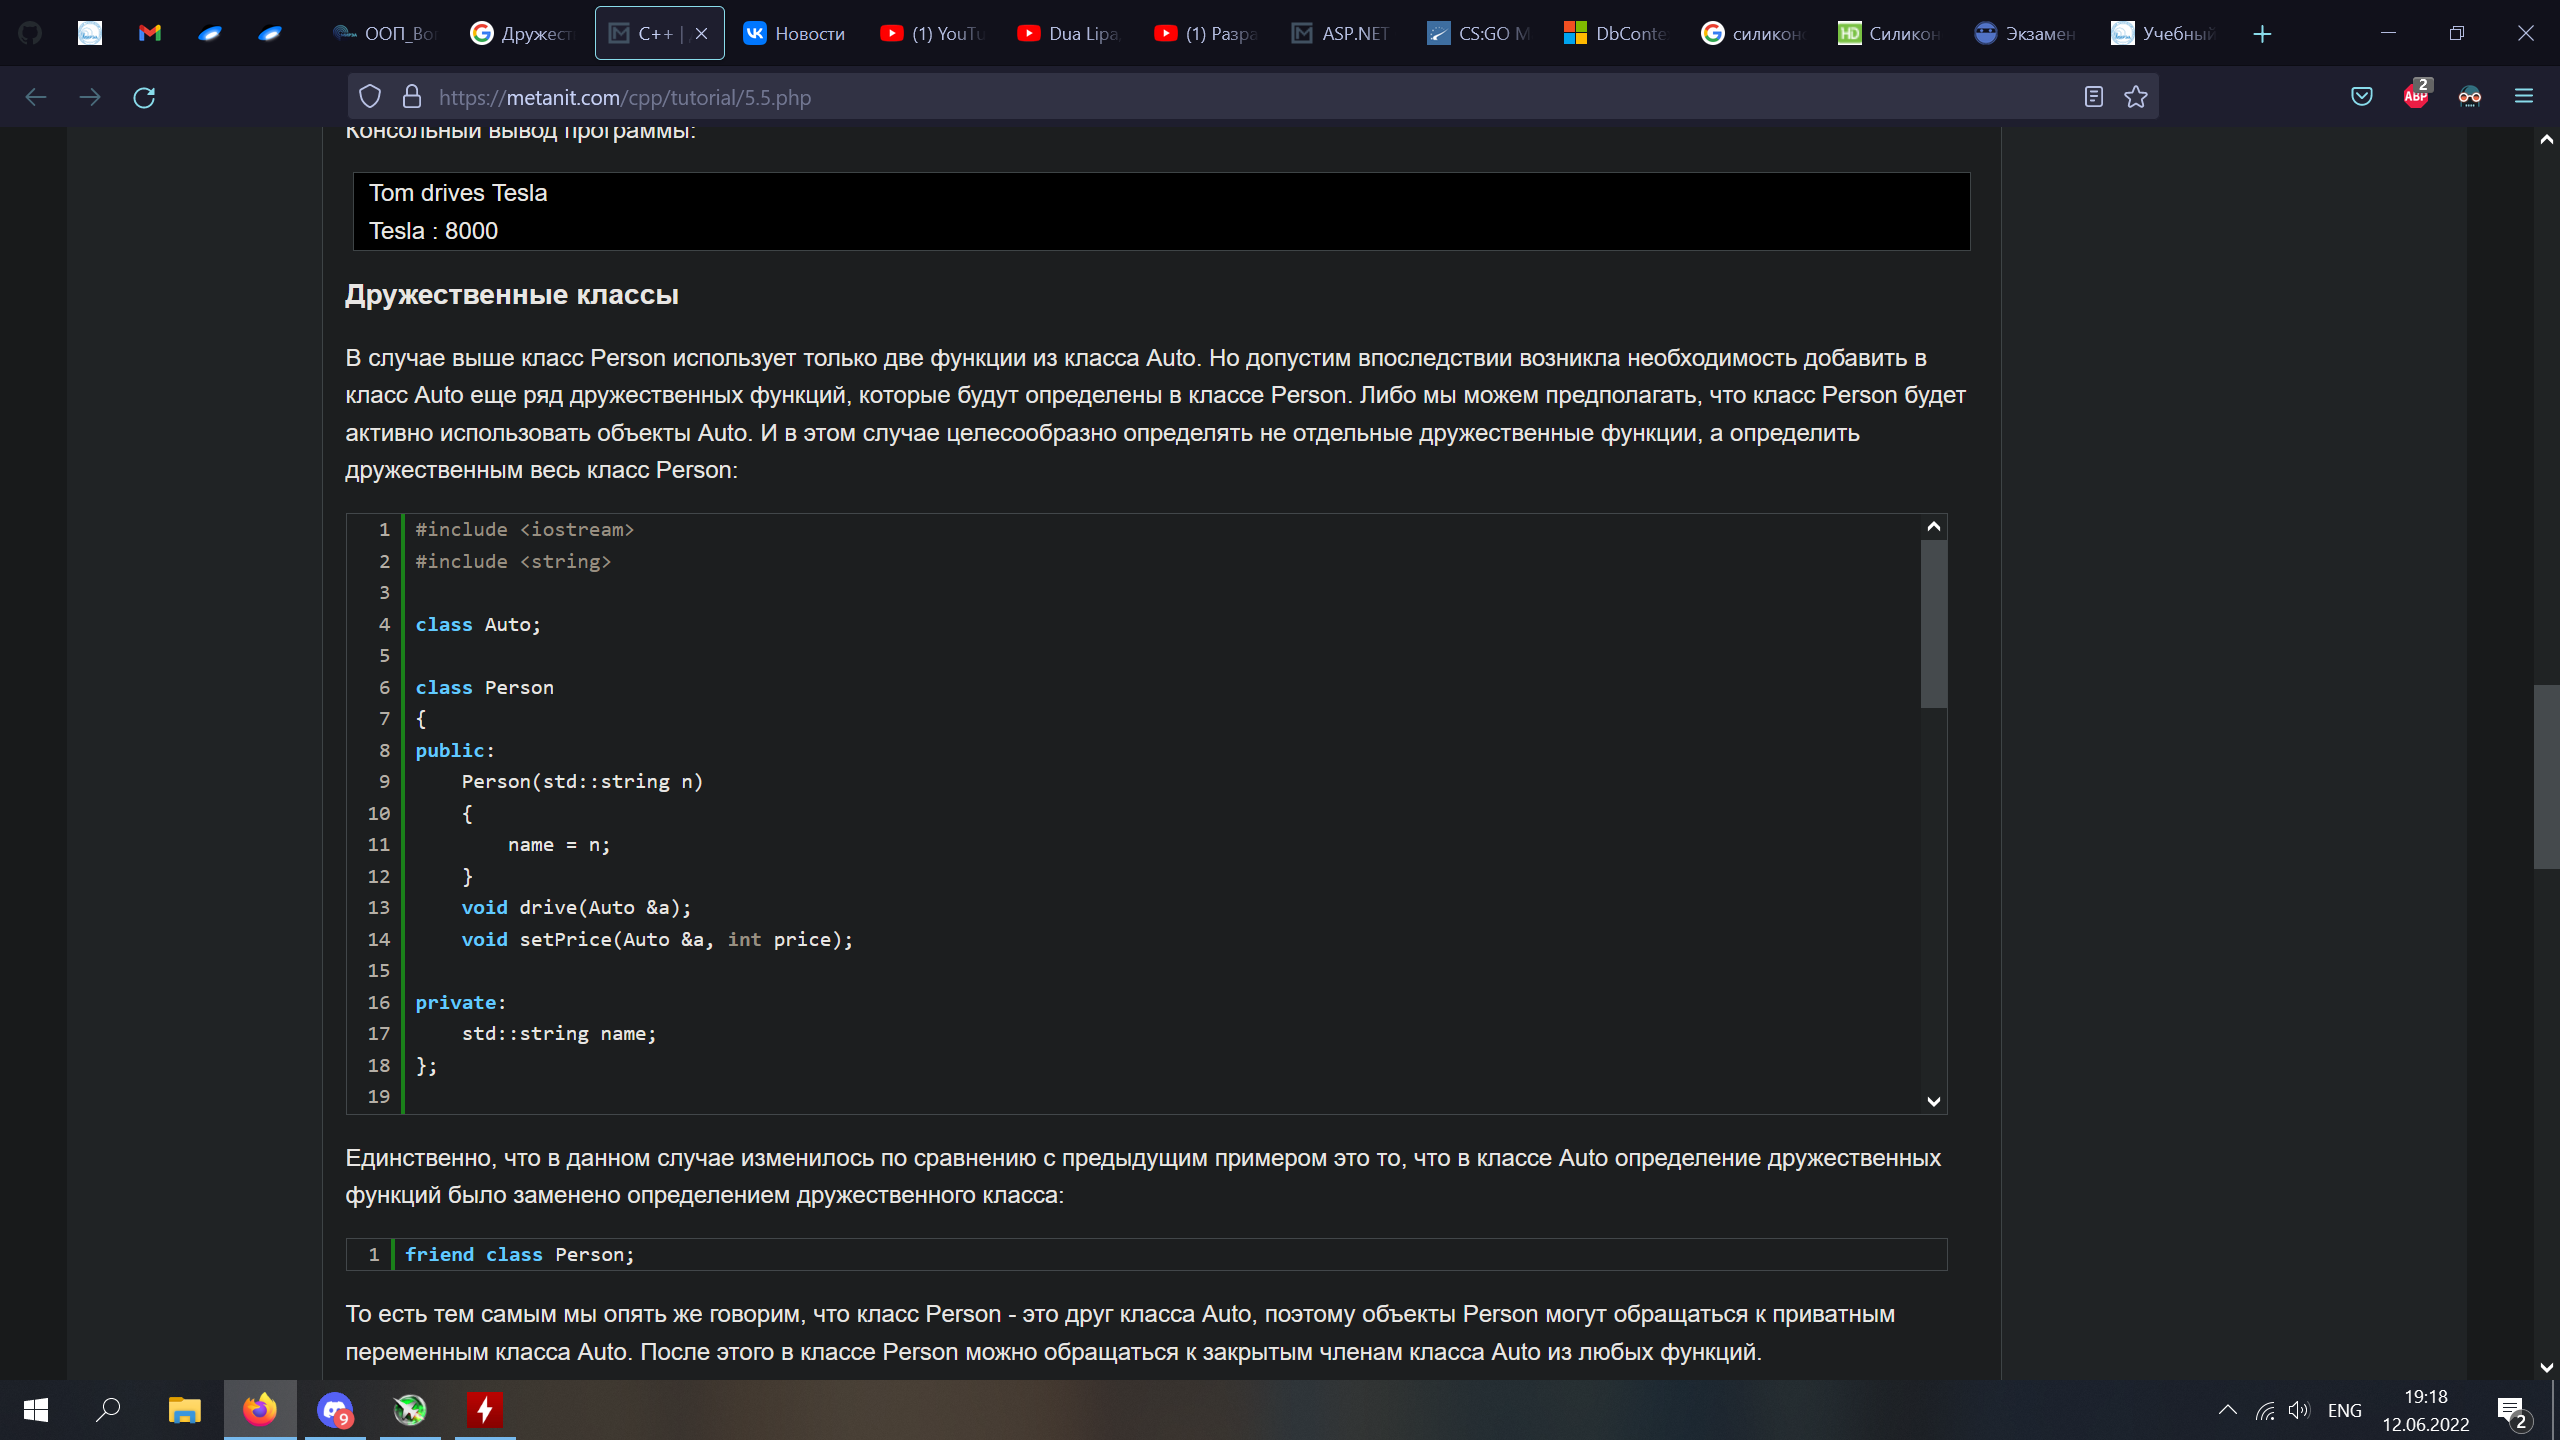 ООП_Во
Дружест
C++ |
Новости
(1) YouTu
Dua Lipa
(1) Разра
ASP.NET
CS:GO M
DbConte
силикон
Силикон
Экзамен
Учебный
https://metanit.com/cpp/tutorial/5.5.php
ABP
2
Консольный вывод программы:
Tom drives Tesla
Tesla : 8000
Дружественные классы
В случае выше класс Person использует только две функции из класса Auto. Но допустим впоследствии возникла необходимость добавить в
класс Auto еще ряд дружественных функций, которые будут определены в классе Person. Либо мы можем предполагать, что класс Person будет
активно использовать объекты Auto. И в этом случае целесообразно определять не отдельные дружественные функции, а определить
дружественным весь класс Person:
1 #include <iostream>
2 #include <string>
3
4 class Auto;
5
6 class Person
7 {
8 public:
9     Person(std::string n)
10     {
11         name = n;
12     }
13     void drive(Auto &a);
14     void setPrice(Auto &a, int price);
15
16 private:
17     std::string name;
18 };
19
Единственно, что в данном случае изменилось по сравнению с предыдущим примером это то, что в классе Auto определение дружественных
функций было заменено определением дружественного класса:
1 friend class Person;
То есть тем самым мы опять же говорим, что класс Person - это друг класса Auto, поэтому объекты Person могут обращаться к приватным
переменным класса Auto. После этого в классе Person можно обращаться к закрытым членам класса Auto из любых функций.
9
ENG
19:18
12.06.2022
2